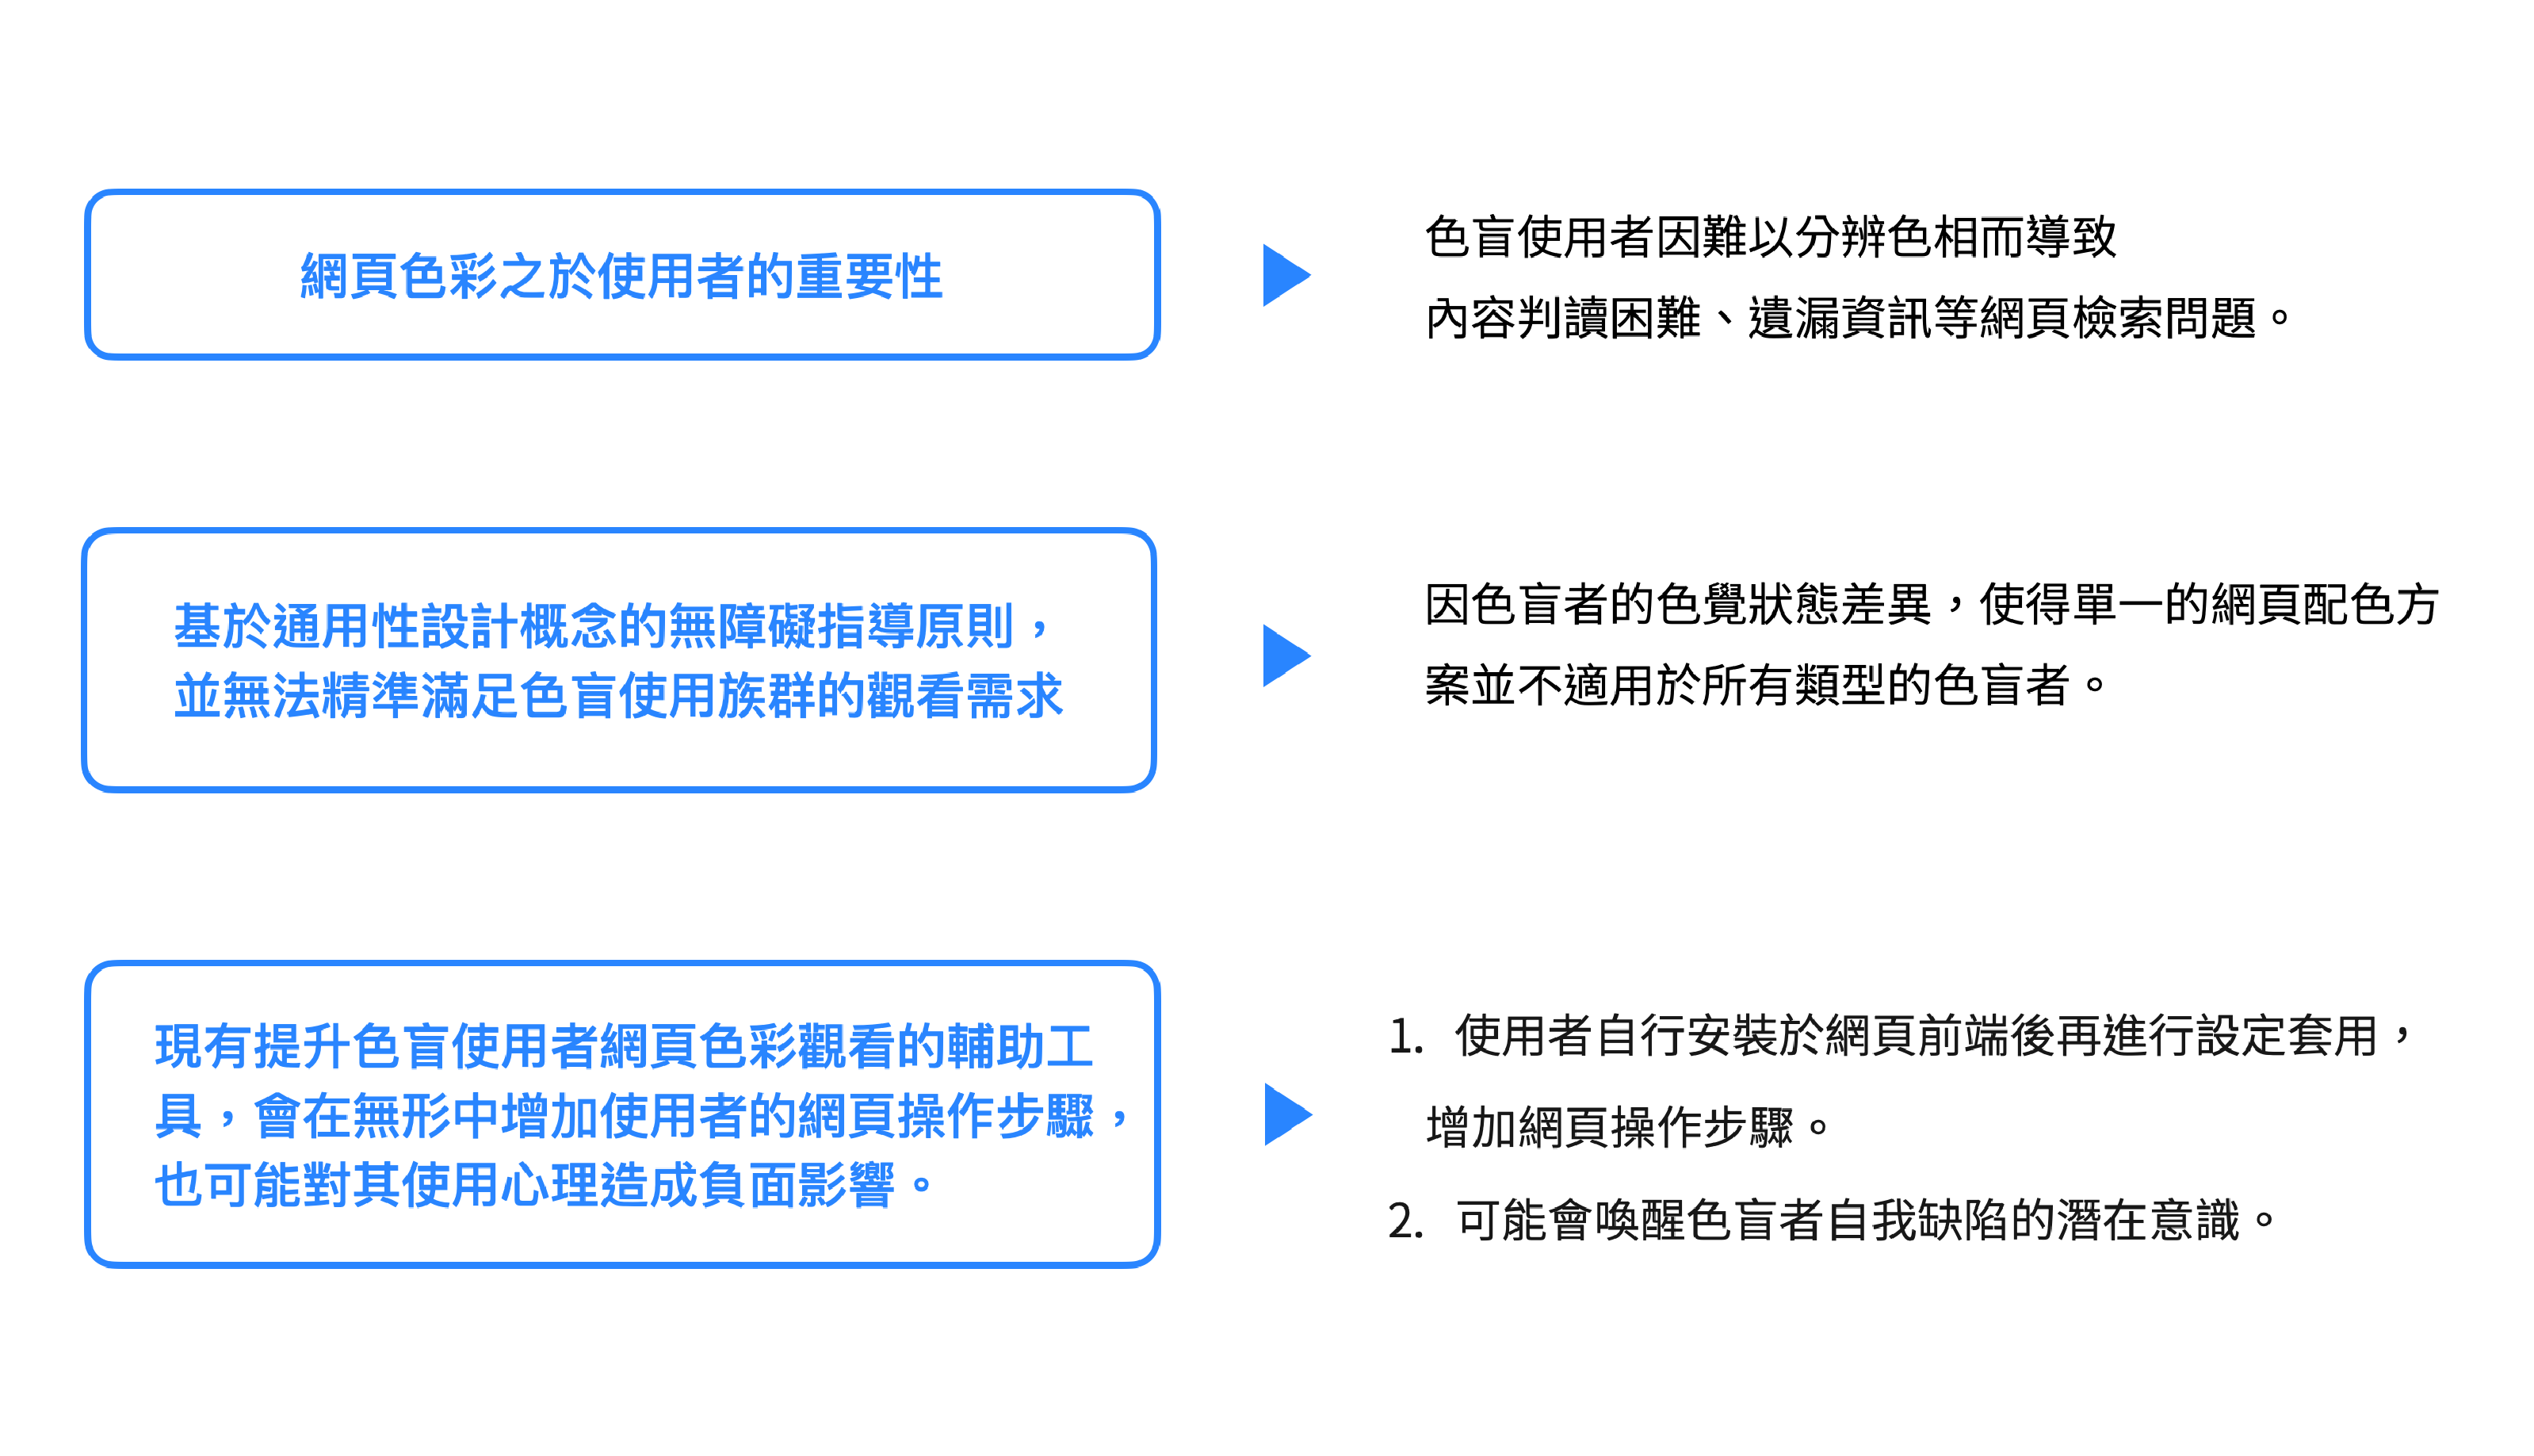 網頁色彩之於使用者的重要性
色盲使用者因難以分辨色相而導致
內容判讀困難、遺漏資訊等網頁檢索問題。
基於通用性設計概念的無障礙指導原則，
並無法精準滿足色盲使用族群的觀看需求
因色盲者的色覺狀態差異，使得單一的網頁配色方
案並不適用於所有類型的色盲者。
現有提升色盲使用者網頁色彩觀看的輔助工
具，會在無形中增加使用者的網頁操作步驟，
也可能對其使用心理造成負面影響。
1. 使用者自行安裝於網頁前端後再進行設定套用，
增加網頁操作步驟。
2. 可能會喚醒色盲者自我缺陷的潛在意識。